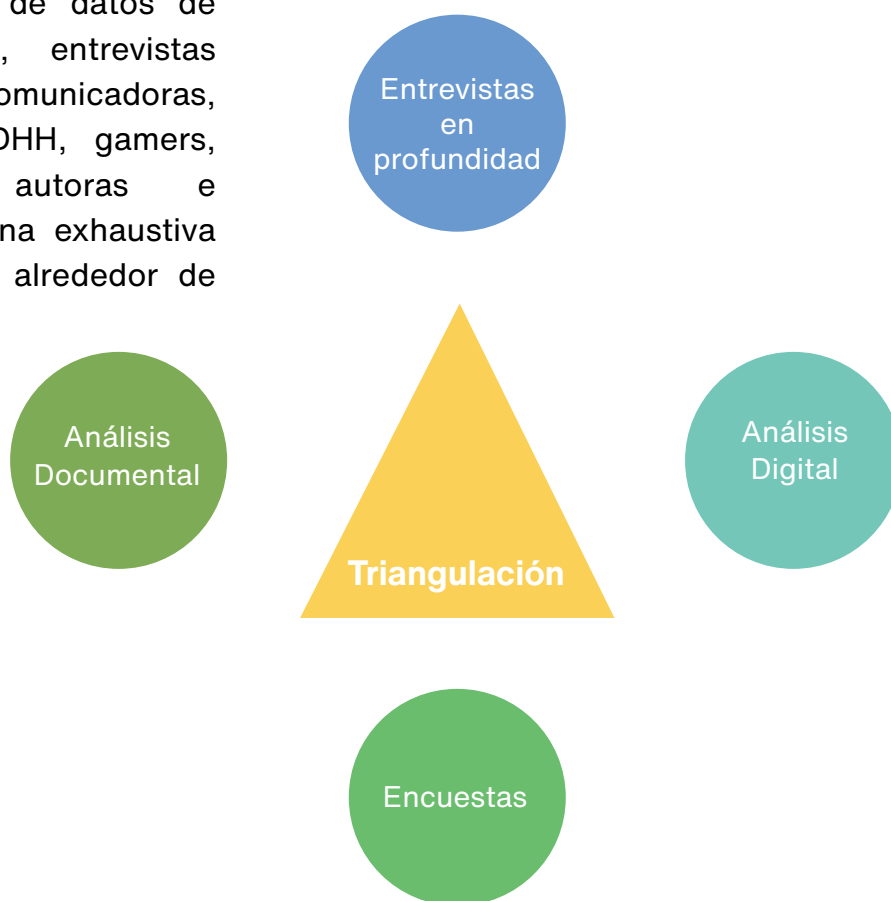 de datos de
, entrevistas
omunicadoras,
DHH, gamers,
autoras e
na exhaustiva
alrededor de
Entrevistas
en
profundidad
Análisis
Documental
Análisis
Digital
Triangulación
Encuestas